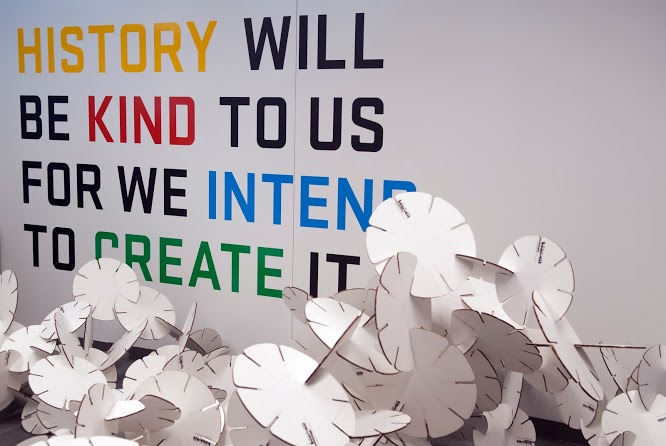 HISTORY WILL
BE KIND TO US
FOR WE INTEND
TO CREATE IT